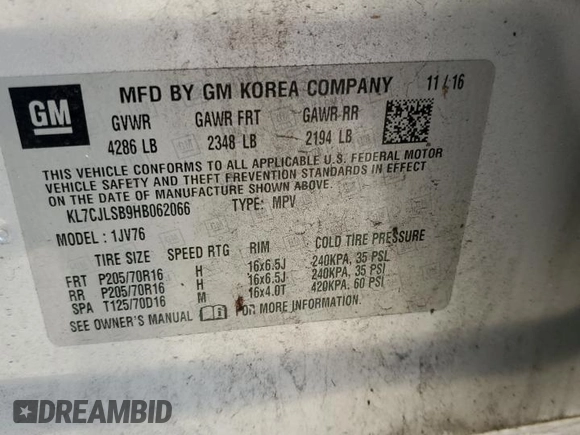 GM
MFD BY GM KOREA COMPANY 11/16
GVWR GAWR FRT GAWR RR
4286 LB 2348 LB 2194 LB
THIS VEHICLE CONFORMS TO ALL APPLICABLE U.S. FEDERAL MOTOR
VEHICLE SAFETY AND THEFT PREVENTION STANDARDS IN EFFECT
ON THE DATE OF MANUFACTURE SHOWN ABOVE.
KL7CJLSB9HB062066 TYPE: MPV
MODEL : 1JV76
TIRE SIZE SPEED RTG RIM COLD TIRE PRESSURE
FRT P205/70R16 H 16x6.5J 240KPA, 35 PSI
RR P205/70R16 H 16x6.5J 240KPA, 35 PSI
SPA T125/70D16 M 16x4.0T 420KPA, 60 PSI
SEE OWNER'S MANUAL FOR MORE INFORMATION.
DREAMBID